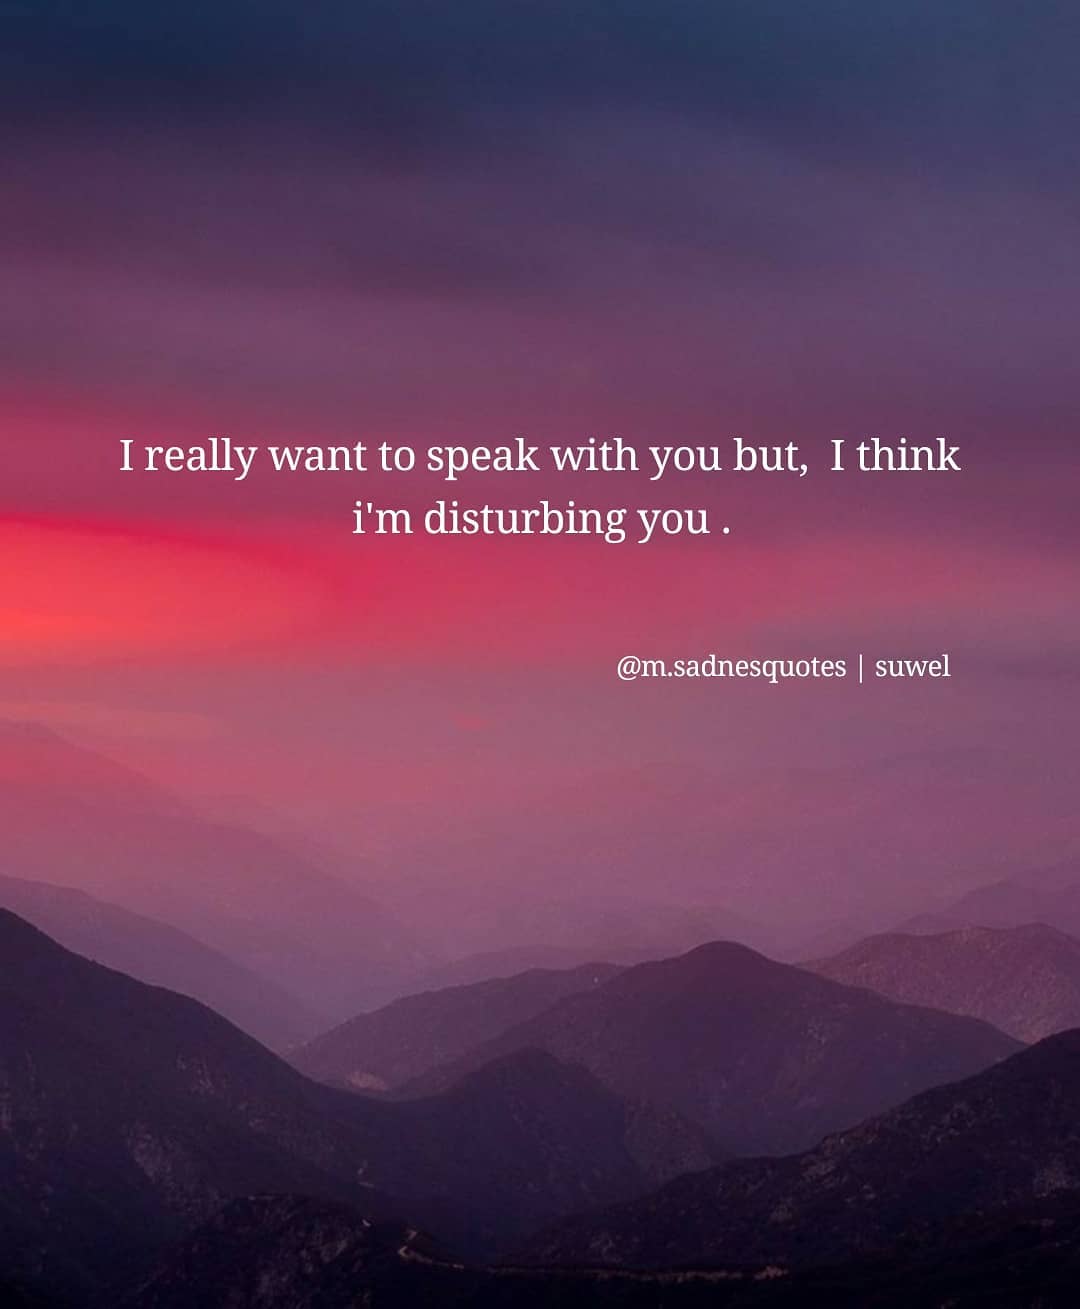 I really want to speak with you but,  I think
i'm disturbing you .
@m.sadnesquotes | suwel